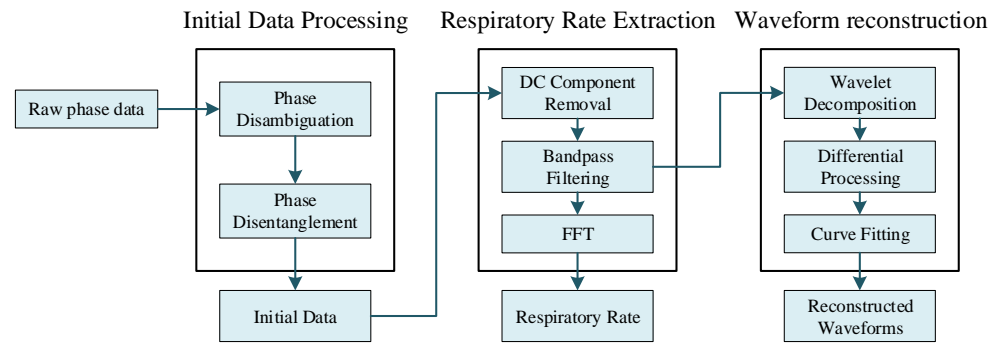 Initial Data Processing
Respiratory Rate Extraction
Waveform reconstruction
Raw phase data
Phase
Disambiguation
Phase
Disentanglement
Initial Data
DC Component
Removal
Bandpass
Filtering
FFT
Respiratory Rate
Wavelet
Decomposition
Differential
Processing
Curve Fitting
Reconstructed
Waveforms